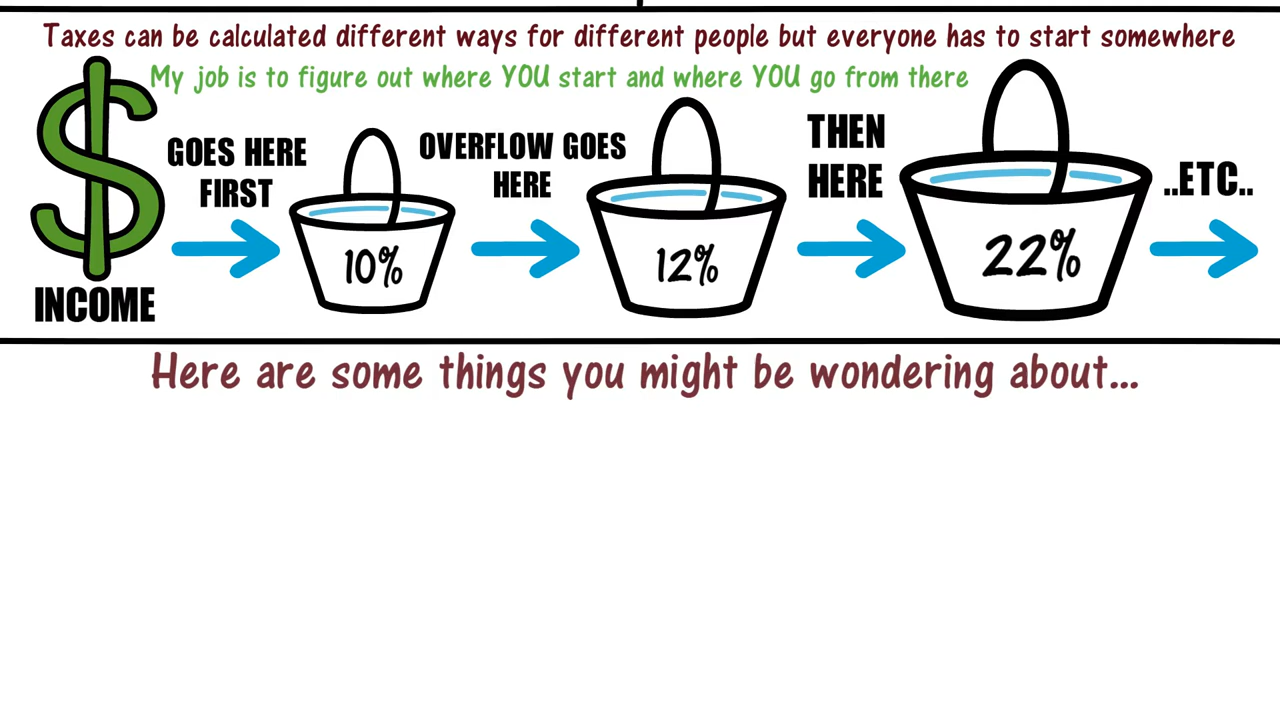 Taxes can be calculated different ways for different people but everyone has to start somewhere
My job is to figure out where YOU start and where YOU go from there
GOES HERE
FIRST
OVERFLOW GOES
HERE
THEN
HERE
..ETC..
10%
12%
22%
INCOME
Here are some things you might be wondering about...